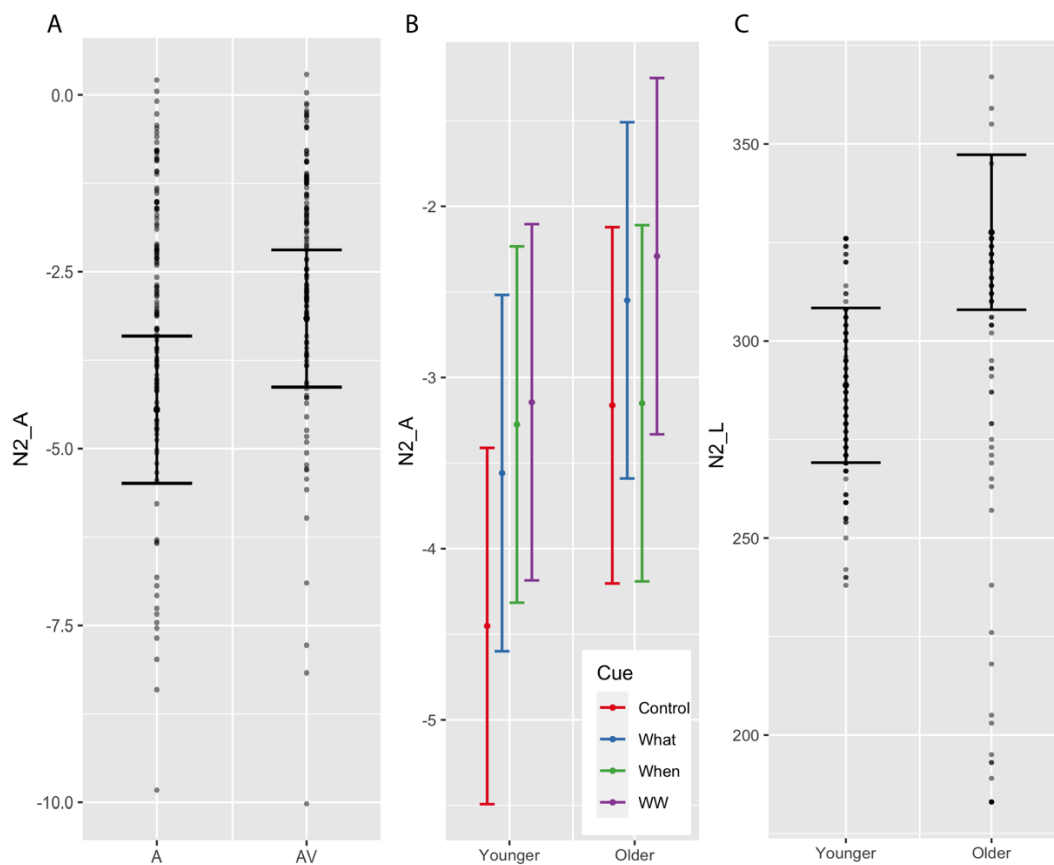 A
B
C
0.0
-2.5
-5.0
-7.5
-10.0
N2_A
A
AV
-2
-3
-4
-5
N2_A
Younger
Older
Cue
Control
What
When
WW
350
300
250
200
N2_L
Younger
Older